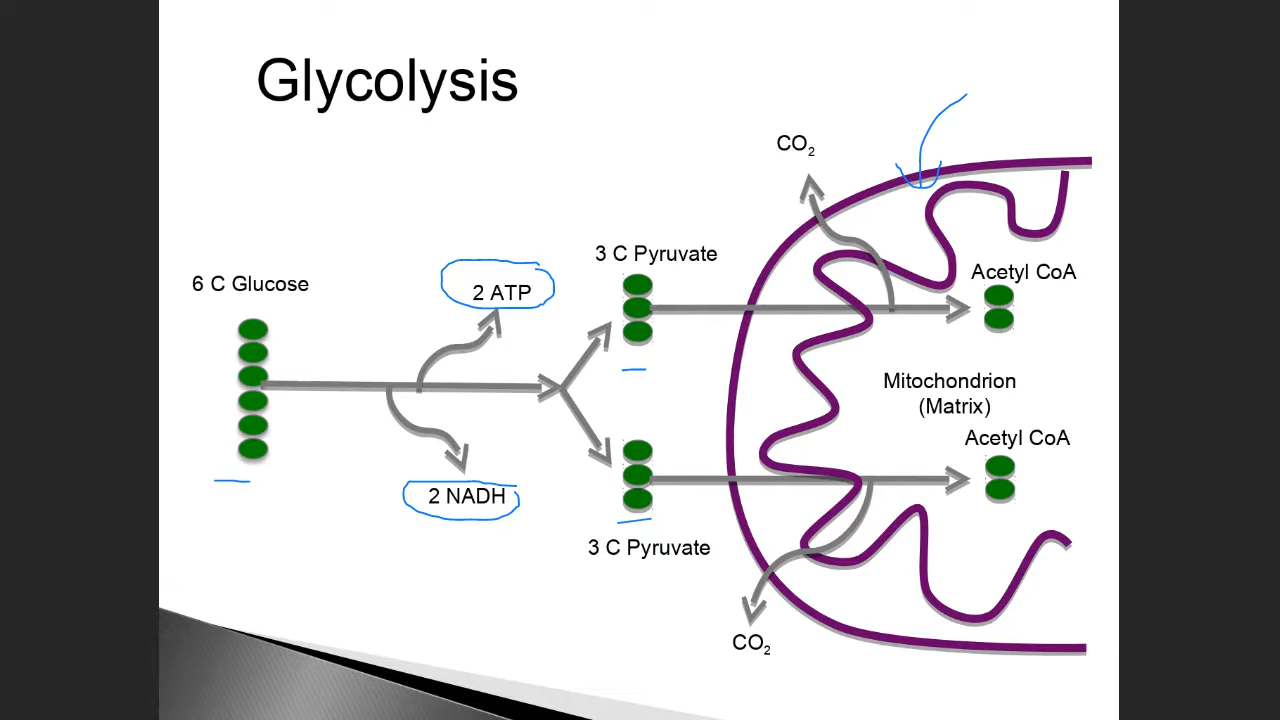 Glycolysis
CO₂
3 C Pyruvate
6 C Glucose
2 ATP
Acetyl CoA
Mitochondrion
(Matrix)
Acetyl CoA
2 NADH
3 C Pyruvate
CO₂